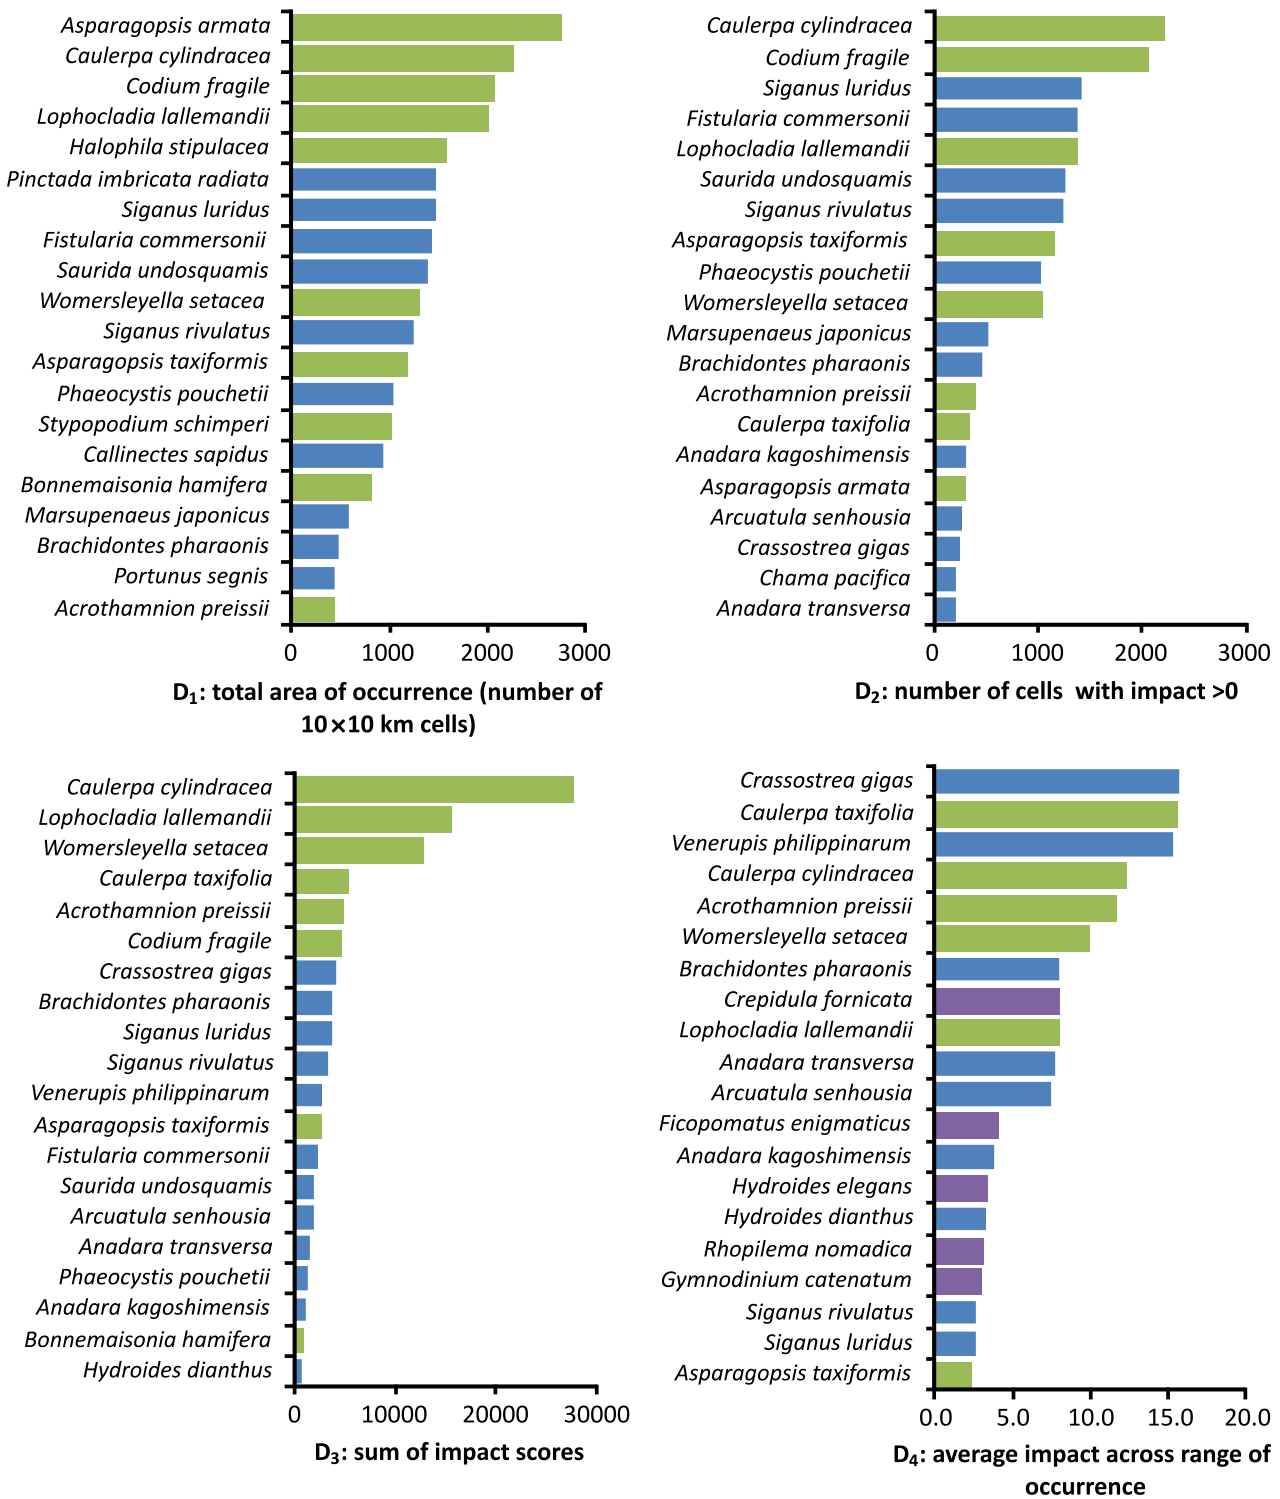 Asparagopsis armata
Caulerpa cylindracea
Codium fragile
Lophocladia lallemandii
Halophila stipulacea
Pinctada imbricata radiata
Siganus luridus
Fistularia commersonii
Saurida undosquamis
Womersleyella setacea
Siganus rivulatus
Asparagopsis taxiformis
Phaeocystis pouchetii
Stypopodium schimperi
Callinectes sapidus
Bonnemaisonia hamifera
Marsupenaeus japonicus
Brachidontes pharaonis
Portunus segnis
Acrothamnion preissii
0 1000 2000 3000
D₁: total area of occurrence (number of
10×10 km cells)
Caulerpa cylindracea
Codium fragile
Siganus luridus
Fistularia commersonii
Lophocladia lallemandii
Saurida undosquamis
Siganus rivulatus
Asparagopsis taxiformis
Phaeocystis pouchetii
Womersleyella setacea
Marsupenaeus japonicus
Brachidontes pharaonis
Acrothamnion preissii
Caulerpa taxifolia
Anadara kagoshimensis
Asparagopsis armata
Arcuatula senhousia
Crassostrea gigas
Chama pacifica
Anadara transversa
0 1000 2000 3000
D₂: number of cells with impact >0
Caulerpa cylindracea
Lophocladia lallemandii
Womersleyella setacea
Caulerpa taxifolia
Acrothamnion preissii
Codium fragile
Crassostrea gigas
Brachidontes pharaonis
Siganus luridus
Siganus rivulatus
Venerupis philippinarum
Asparagopsis taxiformis
Fistularia commersonii
Saurida undosquamis
Arcuatula senhousia
Anadara transversa
Phaeocystis pouchetii
Anadara kagoshimensis
Bonnemaisonia hamifera
Hydroides dianthus
0 10000 20000 30000
D₃: sum of impact scores
Crassostrea gigas
Caulerpa taxifolia
Venerupis philippinarum
Caulerpa cylindracea
Acrothamnion preissii
Womersleyella setacea
Brachidontes pharaonis
Crepidula fornicata
Lophocladia lallemandii
Anadara transversa
Arcuatula senhousia
Ficopomatus enigmaticus
Anadara kagoshimensis
Hydroides elegans
Hydroides dianthus
Rhopilema nomadica
Gymnodinium catenatum
Siganus rivulatus
Siganus luridus
Asparagopsis taxiformis
0.0 5.0 10.0 15.0 20.0
D₄: average impact across range of
occurrence